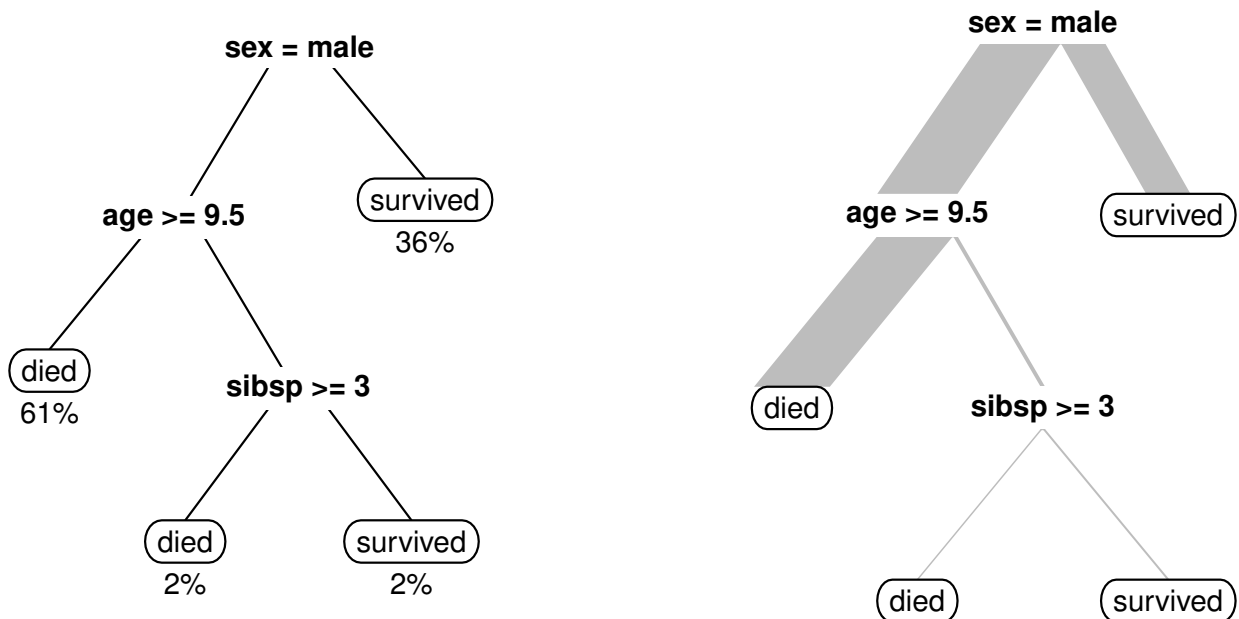 sex = male
age >= 9.5
survived
36%
died
61%
sibsp >= 3
died
2%
survived
2%
sex = male
age >= 9.5
survived
died
sibsp >= 3
died
survived